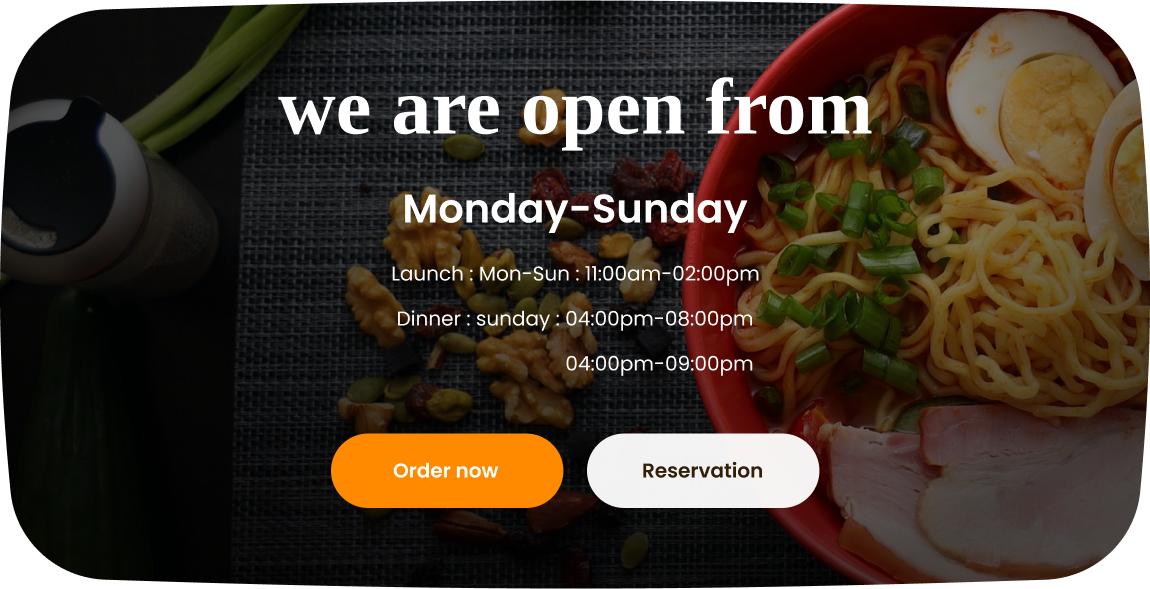 we are open from
Monday-Sunday
Launch : Mon-Sun : 11:00am-02:00pm
Dinner : sunday : 04:00pm-08:00pm
04:00pm-09:00pm
Order now
Reservation